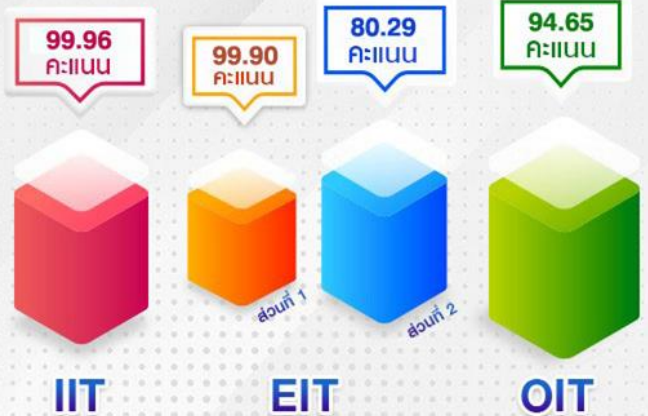 99.96
คะแนน
99.90
คะแนน
80.29
คะแนน
94.65
คะแนน
ส่วนที่ 1
ส่วนที่ 2
IIT
EIT
OIT